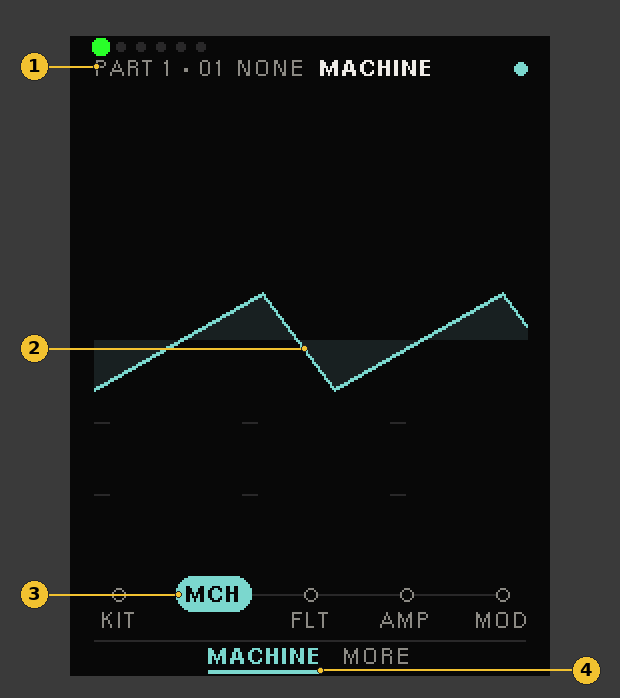 1
PART 1 · 01 NONE MACHINE
2
3
MCH
KIT FLT AMP MOD
MACHINE MORE
4